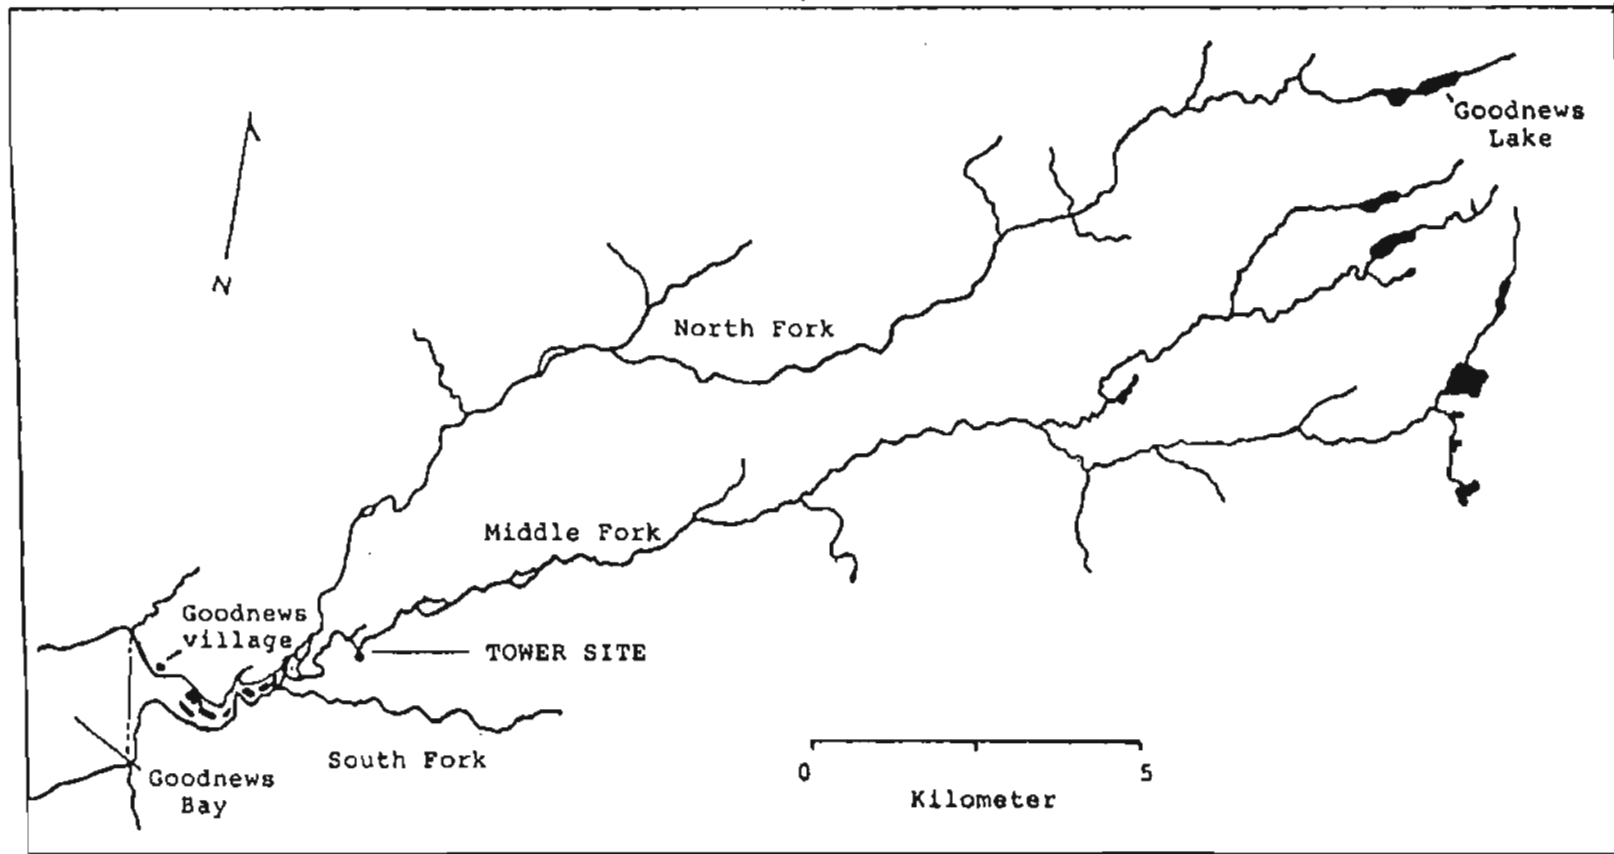 Goodnews
Lake
N
North Fork
Middle Fork
Goodnews
village
TOWER SITE
South Fork
Goodnews
Bay
0 5
Kilometer